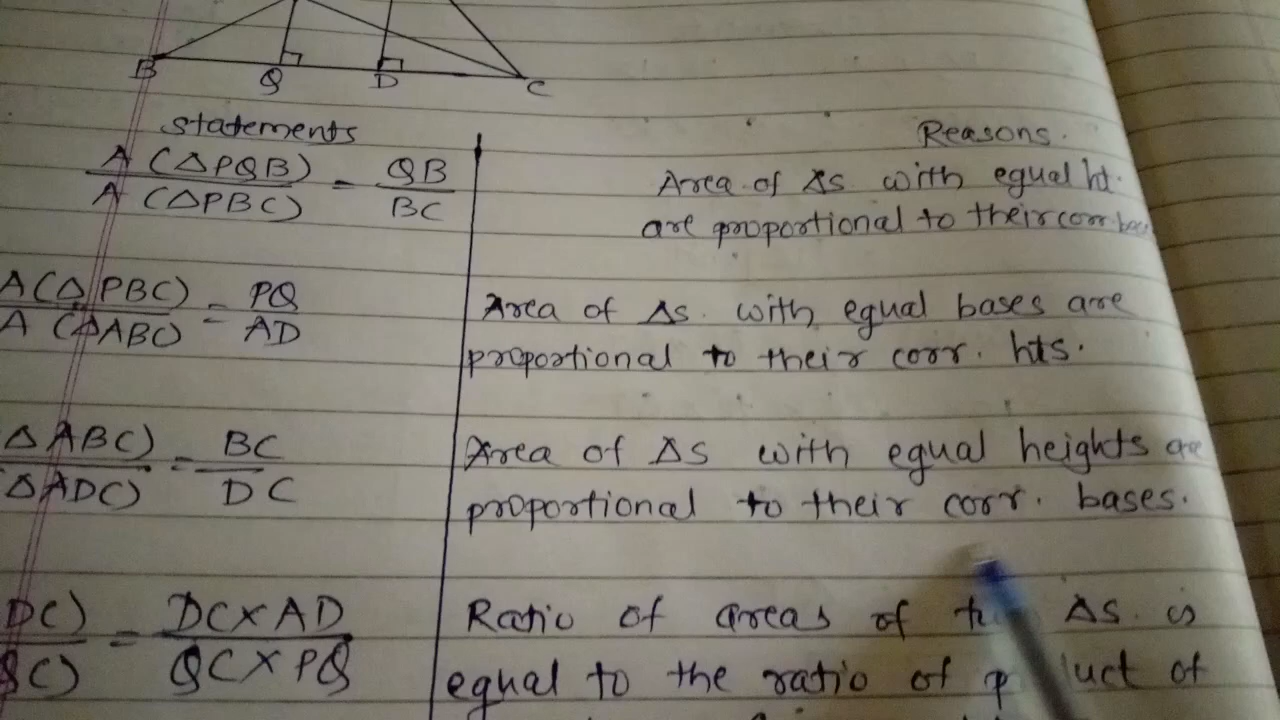 B Q D C
statements Reasons.
A (△PQB) / A (△PBC) = QB / BC
Area of △s with equal ht.
are proportional to their corr. bases
A(△PBC) / A (△ABC) = PQ / AD
Area of △s. with equal bases are
proportional to their corr. hts.
△ABC) / △ADC) = BC / DC
Area of △s with equal heights are
proportional to their corr. bases.
DC) / QC) = DC×AD / QC×PQ
Ratio of areas of △s. is
equal to the ratio of of